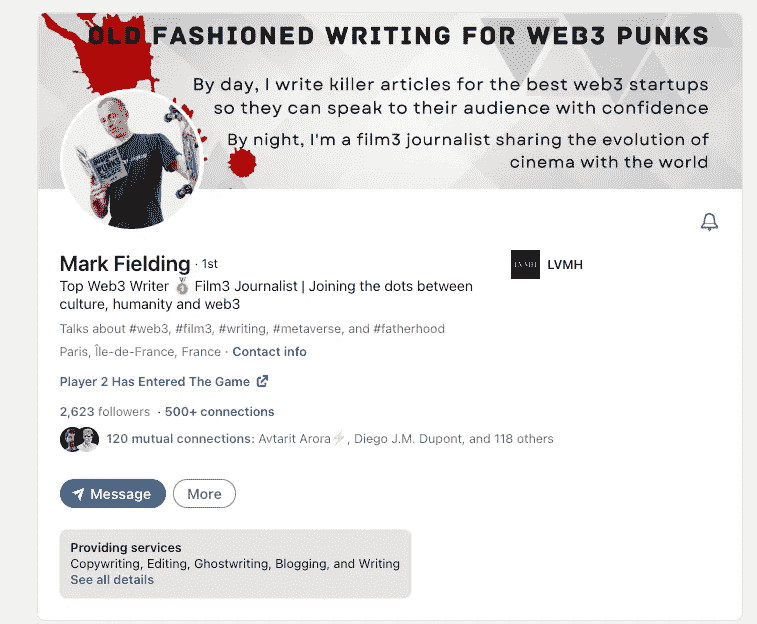 OLD FASHIONED WRITING FOR WEB3 PUNKS
By day, I write killer articles for the best web3 startups
so they can speak to their audience with confidence
By night, I'm a film3 journalist sharing the evolution of
cinema with the world
Mark Fielding · 1st
LVMH
LVMH
Top Web3 Writer 🥈 Film3 Journalist | Joining the dots between
culture, humanity and web3
Talks about #web3, #film3, #writing, #metaverse, and #fatherhood
Paris, Île-de-France, France · Contact info
Player 2 Has Entered The Game
2,623 followers · 500+ connections
120 mutual connections: Avtarit Arora⚡, Diego J.M. Dupont, and 118 others
Message
More
Providing services
Copywriting, Editing, Ghostwriting, Blogging, and Writing
See all details